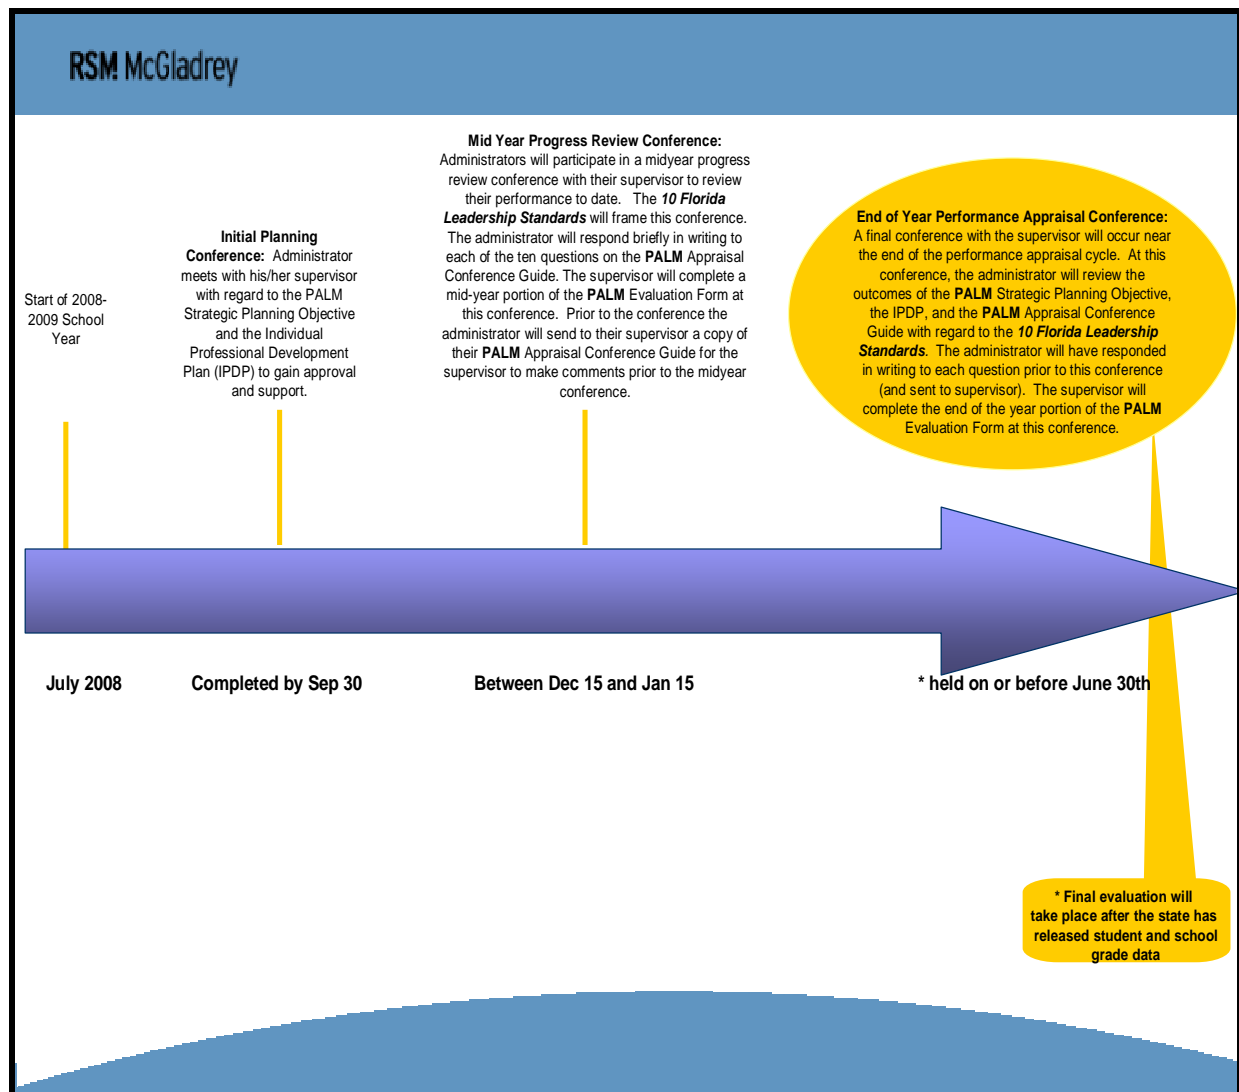 RSM McGladrey
Start of 2008-
2009 School
Year
Initial Planning
Conference: Administrator
meets with his/her supervisor
with regard to the PALM
Strategic Planning Objective
and the Individual
Professional Development
Plan (IPDP) to gain approval
and support.
Mid Year Progress Review Conference:
Administrators will participate in a midyear progress
review conference with their supervisor to review
their performance to date. The 10 Florida
Leadership Standards will frame this conference.
The administrator will respond briefly in writing to
each of the ten questions on the PALM Appraisal
Conference Guide. The supervisor will complete a
mid-year portion of the PALM Evaluation Form at
this conference. Prior to the conference the
administrator will send to their supervisor a copy of
their PALM Appraisal Conference Guide for the
supervisor to make comments prior to the midyear
conference.
End of Year Performance Appraisal Conference:
A final conference with the supervisor will occur near
the end of the performance appraisal cycle. At this
conference, the administrator will review the
outcomes of the PALM Strategic Planning Objective,
the IPDP, and the PALM Appraisal Conference
Guide with regard to the 10 Florida Leadership
Standards. The administrator will have responded
in writing to each question prior to this conference
(and sent to supervisor). The supervisor will
complete the end of the year portion of the PALM
Evaluation Form at this conference.
July 2008
Completed by Sep 30
Between Dec 15 and Jan 15
* held on or before June 30th
* Final evaluation will
take place after the state has
released student and school
grade data